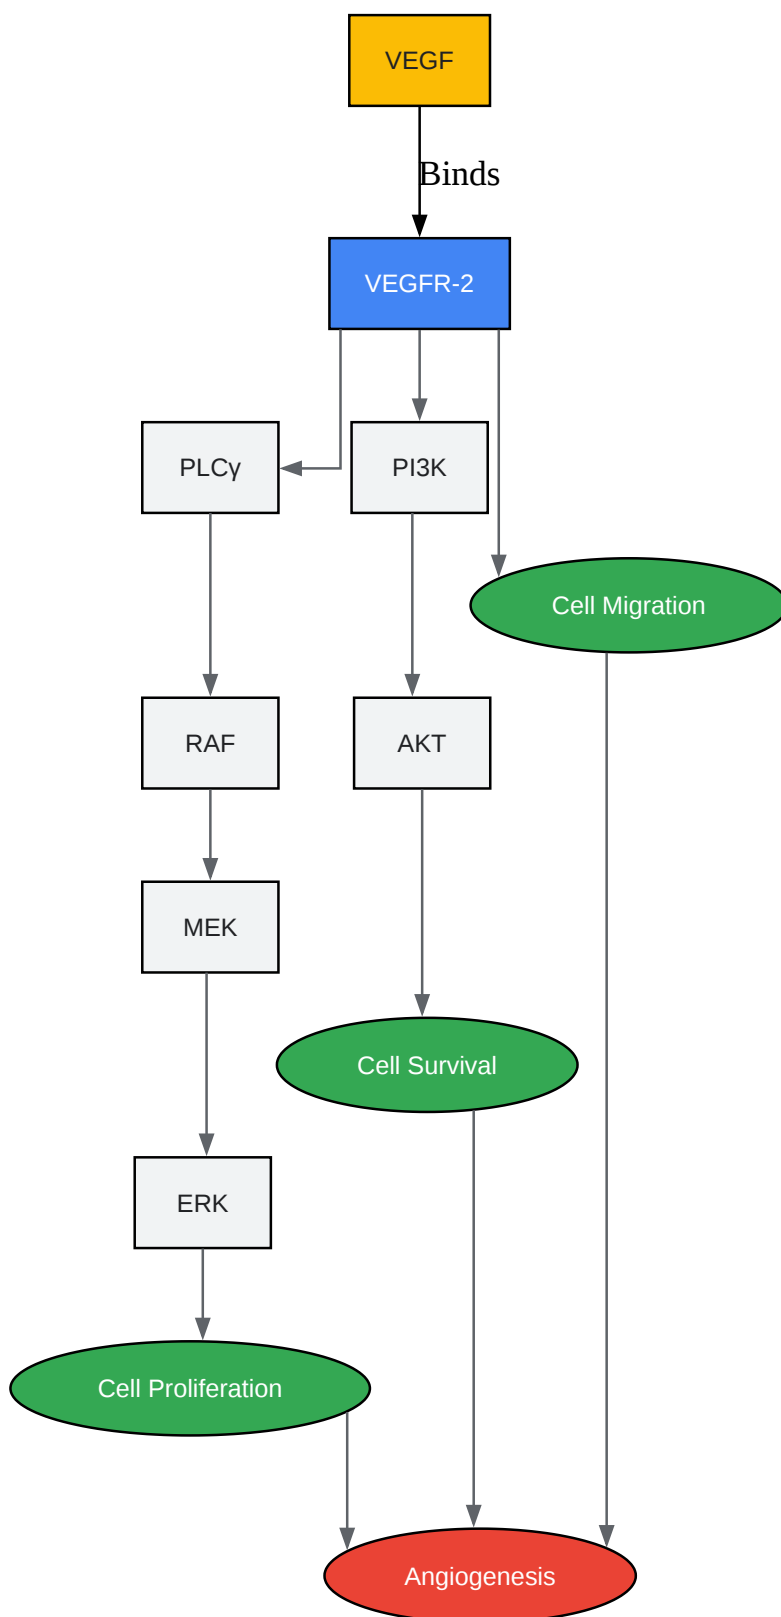 VEGF
Binds
VEGFR-2
PLCγ
PI3K
Cell Migration
RAF
AKT
MEK
Cell Survival
ERK
Cell Proliferation
Angiogenesis